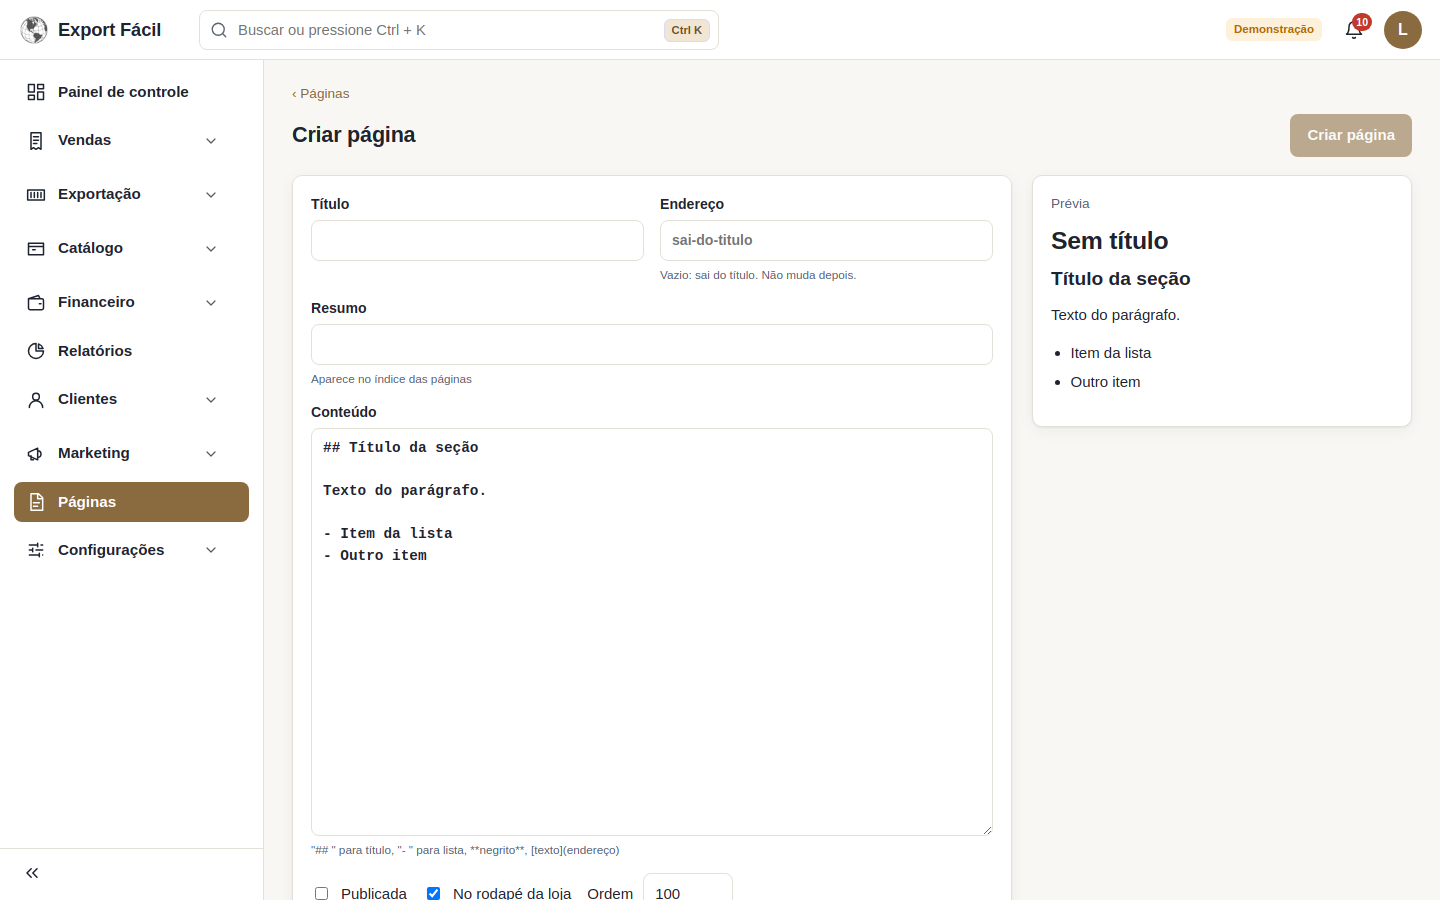 Export Fácil
Buscar ou pressione Ctrl + K
Ctrl K
Demonstração
10
L
Painel de controle
Vendas
Exportação
Catálogo
Financeiro
Relatórios
Clientes
Marketing
Páginas
Configurações
‹ Páginas
Criar página
Criar página
Título
Endereço
sai-do-titulo
Vazio: sai do título. Não muda depois.
Resumo
Aparece no índice das páginas
Conteúdo
## Título da seção
Texto do parágrafo.
- Item da lista
- Outro item
"## " para título, "- " para lista, **negrito**, [texto](endereço)
Publicada
No rodapé da loja
Ordem
100
Prévia
Sem título
Título da seção
Texto do parágrafo.
• Item da lista
• Outro item